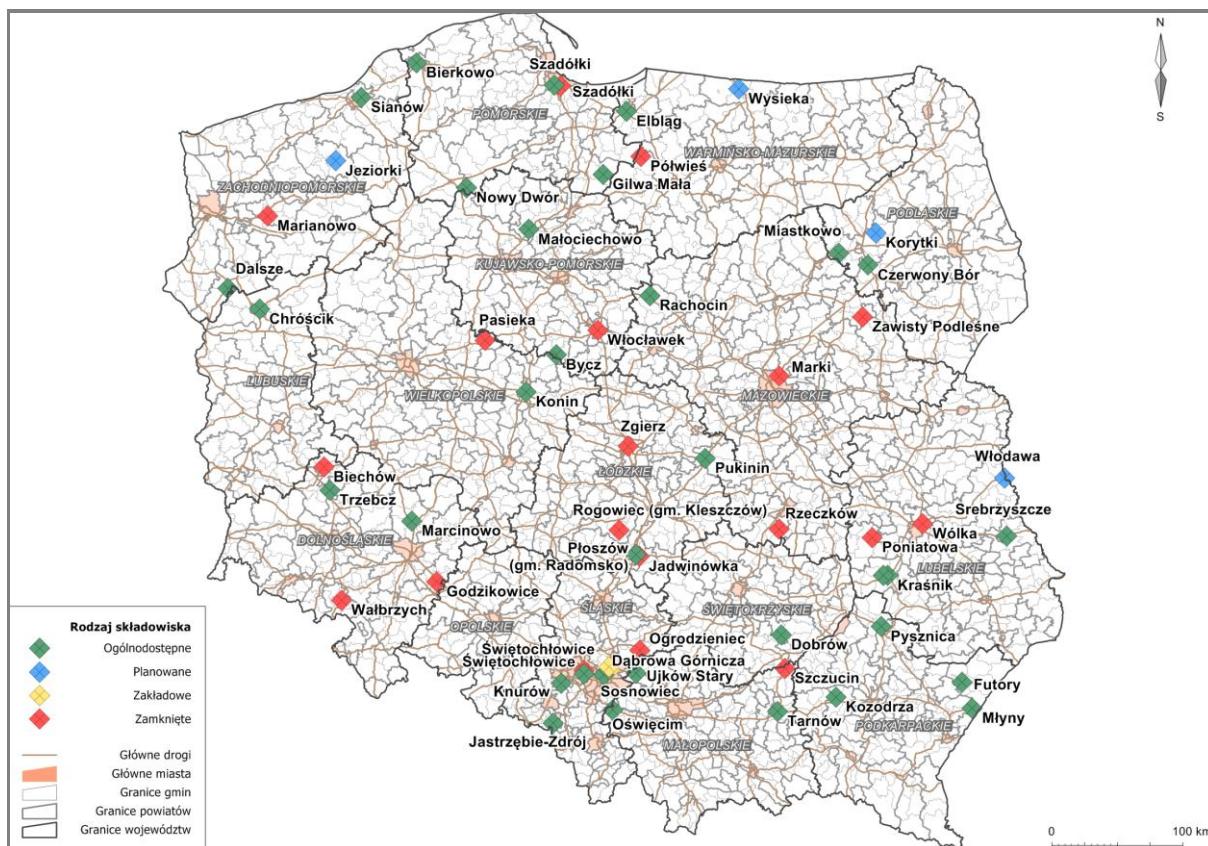 N
S
Bierkowo
Szadółki
Szadółki
Sianów
Wysieka
Elbląg
POMORSKIE
WARMIŃSKO-MAZURSKIE
Półwieś
Jeziorki
Gilwa Mała
ZACHODNIOPOMORSKIE
Nowy Dwór
PODLASKIE
Marianowo
Małociechowo
Miastkowo
Korytki
KUJAWSKO-POMORSKIE
Czerwony Bór
Dalsze
Rachocin
Chróścik
Pasieka
Włocławek
Zawisty Podleśne
Bycz
Marki
LUBUSKIE
WIELKOPOLSKIE
Konin
MAZOWIECKIE
Zgierz
Włodawa
Biechów
ŁÓDZKIE
Pukinin
Trzebcz
Rogowiec (gm. Kleszczów)
Rzeczków
Srebrzyszcze
Marcinowo
Wólka
DOLNOŚLĄSKIE
Płoszów
(gm. Radomsko)
Jadwinówka
Poniatowa
LUBELSKIE
Godzikowice
Kraśnik
Wałbrzych
ŚLĄSKIE
ŚWIĘTOKRZYSKIE
OPOLSKIE
Ogrodzieniec
Dobrów
Pysznica
Świętochłowice
Świętochłowice
Dąbrowa Górnicza
Ujków Stary
Szczucin
Knurów
Sosnowiec
Futory
Kozodrza
Oświęcim
Tarnów
Młyny
PODKARPACKIE
Jastrzębie-Zdrój
MAŁOPOLSKIE
Rodzaj składowiska
Ogólnodostępne
Planowane
Zakładowe
Zamknięte
Główne drogi
Główne miasta
Granice gmin
Granice powiatów
Granice województw
0 100 km